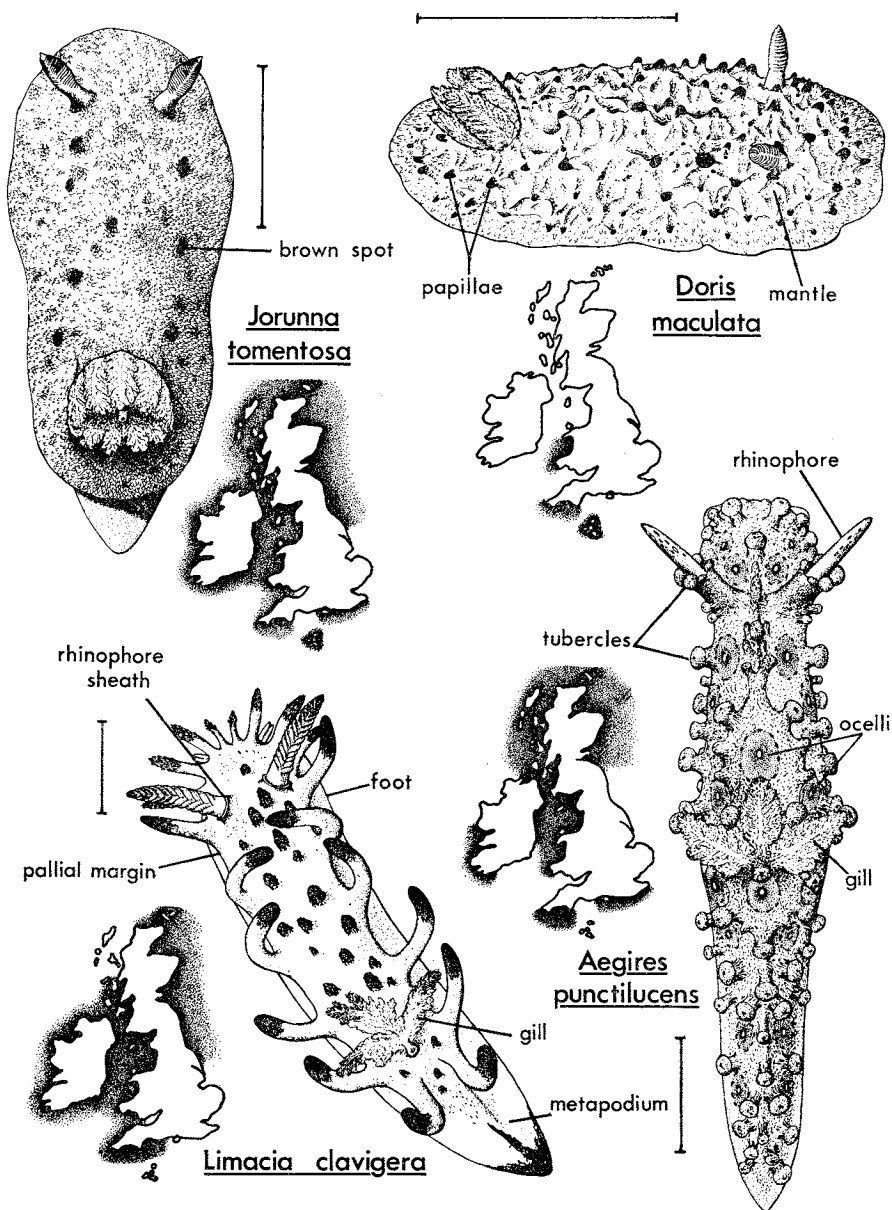 brown spot
Jorunna
tomentosa
papillae
Doris
maculata
mantle
rhinophore
tubercles
ocelli
gill
Aegires
punctilucens
rhinophore
sheath
foot
pallial margin
gill
metapodium
Limacia clavigera